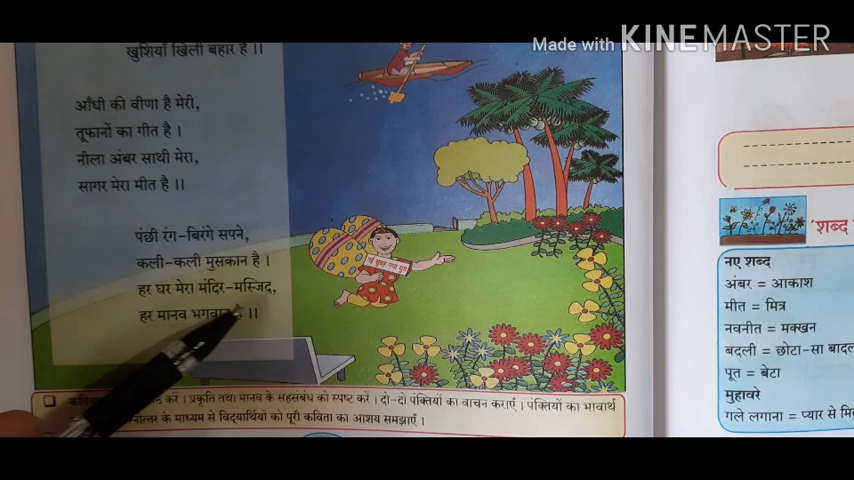 Made with KINEMASTER
खुशियाँ खिली बहार है ।।
आँधी की वीणा है मेरी,
तूफानों का गीत है ।
नीला अंबर साथी मेरा,
सागर मेरा मीत है ।।
पंछी रंग-बिरंगे सपने,
कली-कली मुसकान है ।
हर घर मेरा मंदिर-मस्जिद,
हर मानव भगवान है ।।
करें । प्रकृति तथा मानव के सहसंबंध को स्पष्ट करें । दो-दो पंक्तियों का वाचन कराएँ । पंक्तियों का भावार्थ
के माध्यम से विद्यार्थियों को पूरी कविता का आशय समझाएँ ।
'शब्द
नए शब्द
अंबर = आकाश
मीत = मित्र
नवनीत = मक्खन
बदली = छोटा-सा बादल
पूत = बेटा
मुहावरे
गले लगाना = प्यार से मि